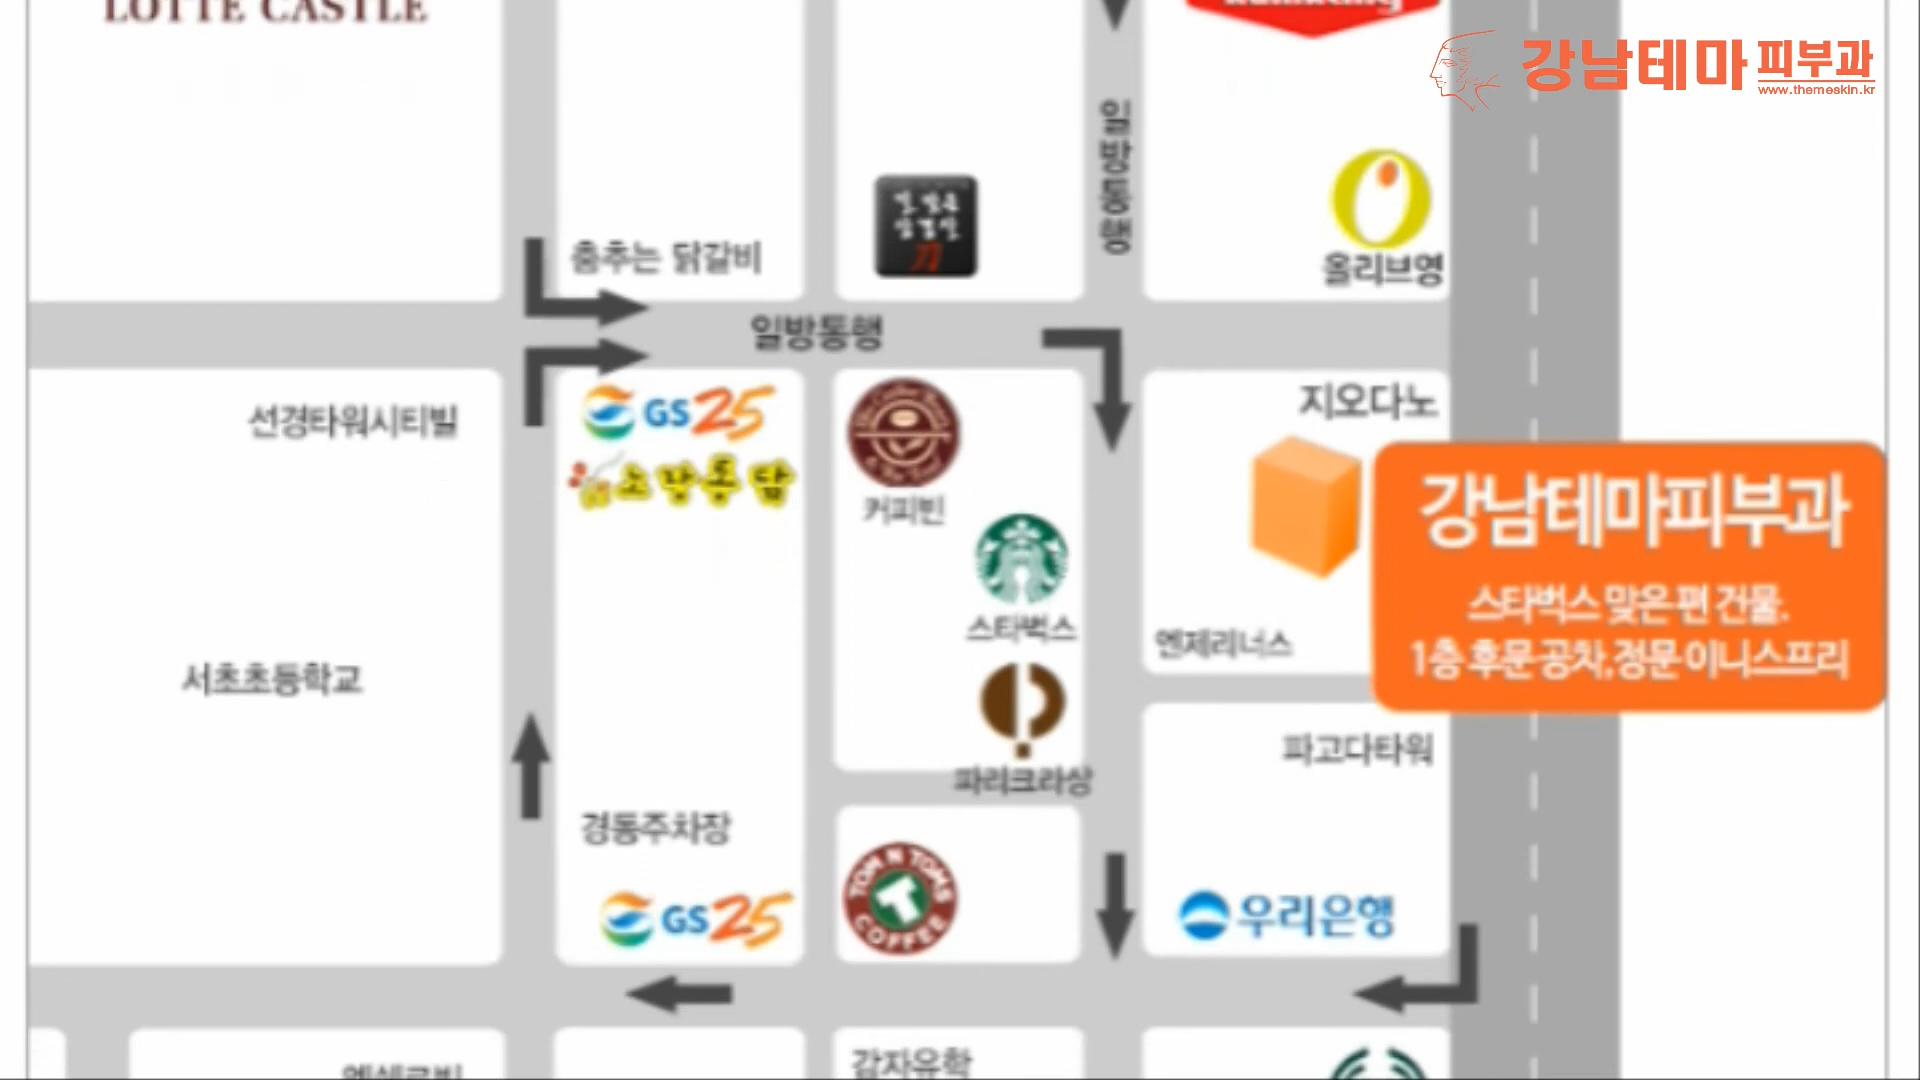 LOTTE CASTLE
강남테마피부과
www.themeskin.kr
일방통행
춤추는 닭갈비
올리브영
일방통행
선경타워시티빌
GS25
커피빈
지오다노
강남테마피부과
스타벅스 맞은 편 건물.
1층 후문 공차, 정문 이니스프리
스타벅스
엔제리너스
서초초등학교
파리크라상
파고다타워
경동주차장
TOM N TOMS
COFFEE
GS25
우리은행
감자유학